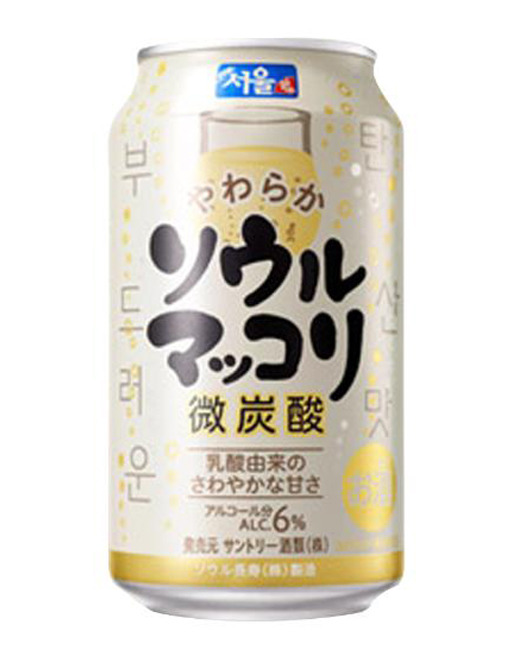 서울
やわらか
ソウル
マッコリ
微炭酸
乳酸由来の
さわやかな甘さ
アルコール分
ALC.6%
発売元 サントリー酒類(株)
ソウル長寿(株)製造
お酒
부드러운
탄산맛